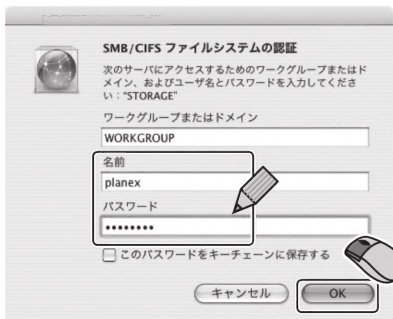 SMB/CIFS ファイルシステムの認証
次のサーバにアクセスするためのワークグループまたはド
メイン、およびユーザ名とパスワードを入力してくださ
い："STORAGE"
ワークグループまたはドメイン
WORKGROUP
名前
planex
パスワード
••••••••
このパスワードをキーチェーンに保存する
キャンセル
OK